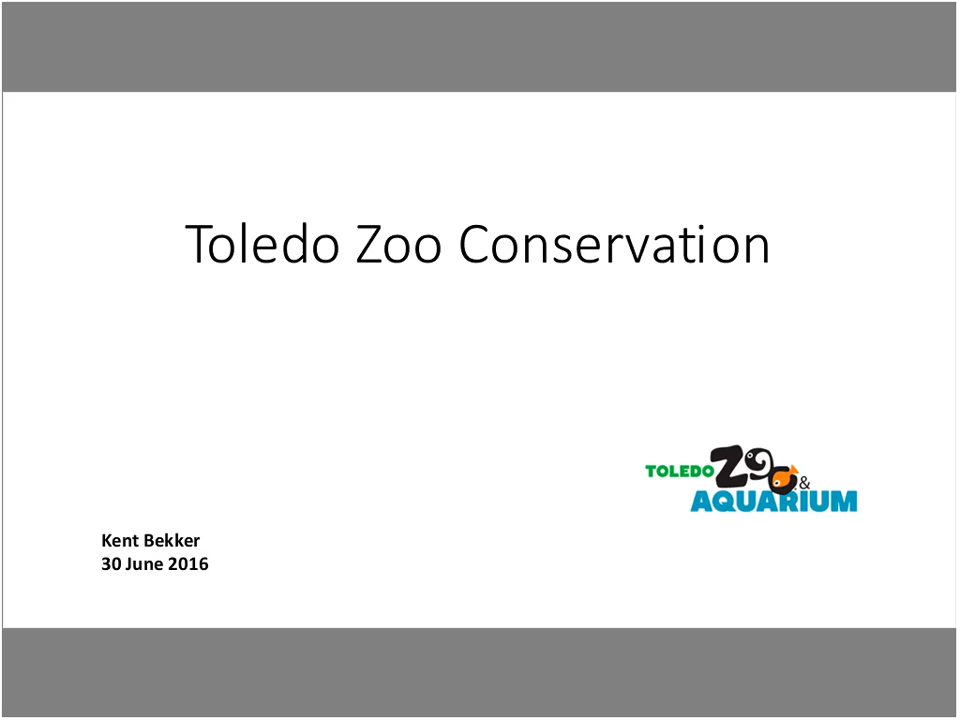 Toledo Zoo Conservation
TOLEDO ZOO &
AQUARIUM
Kent Bekker
30 June 2016